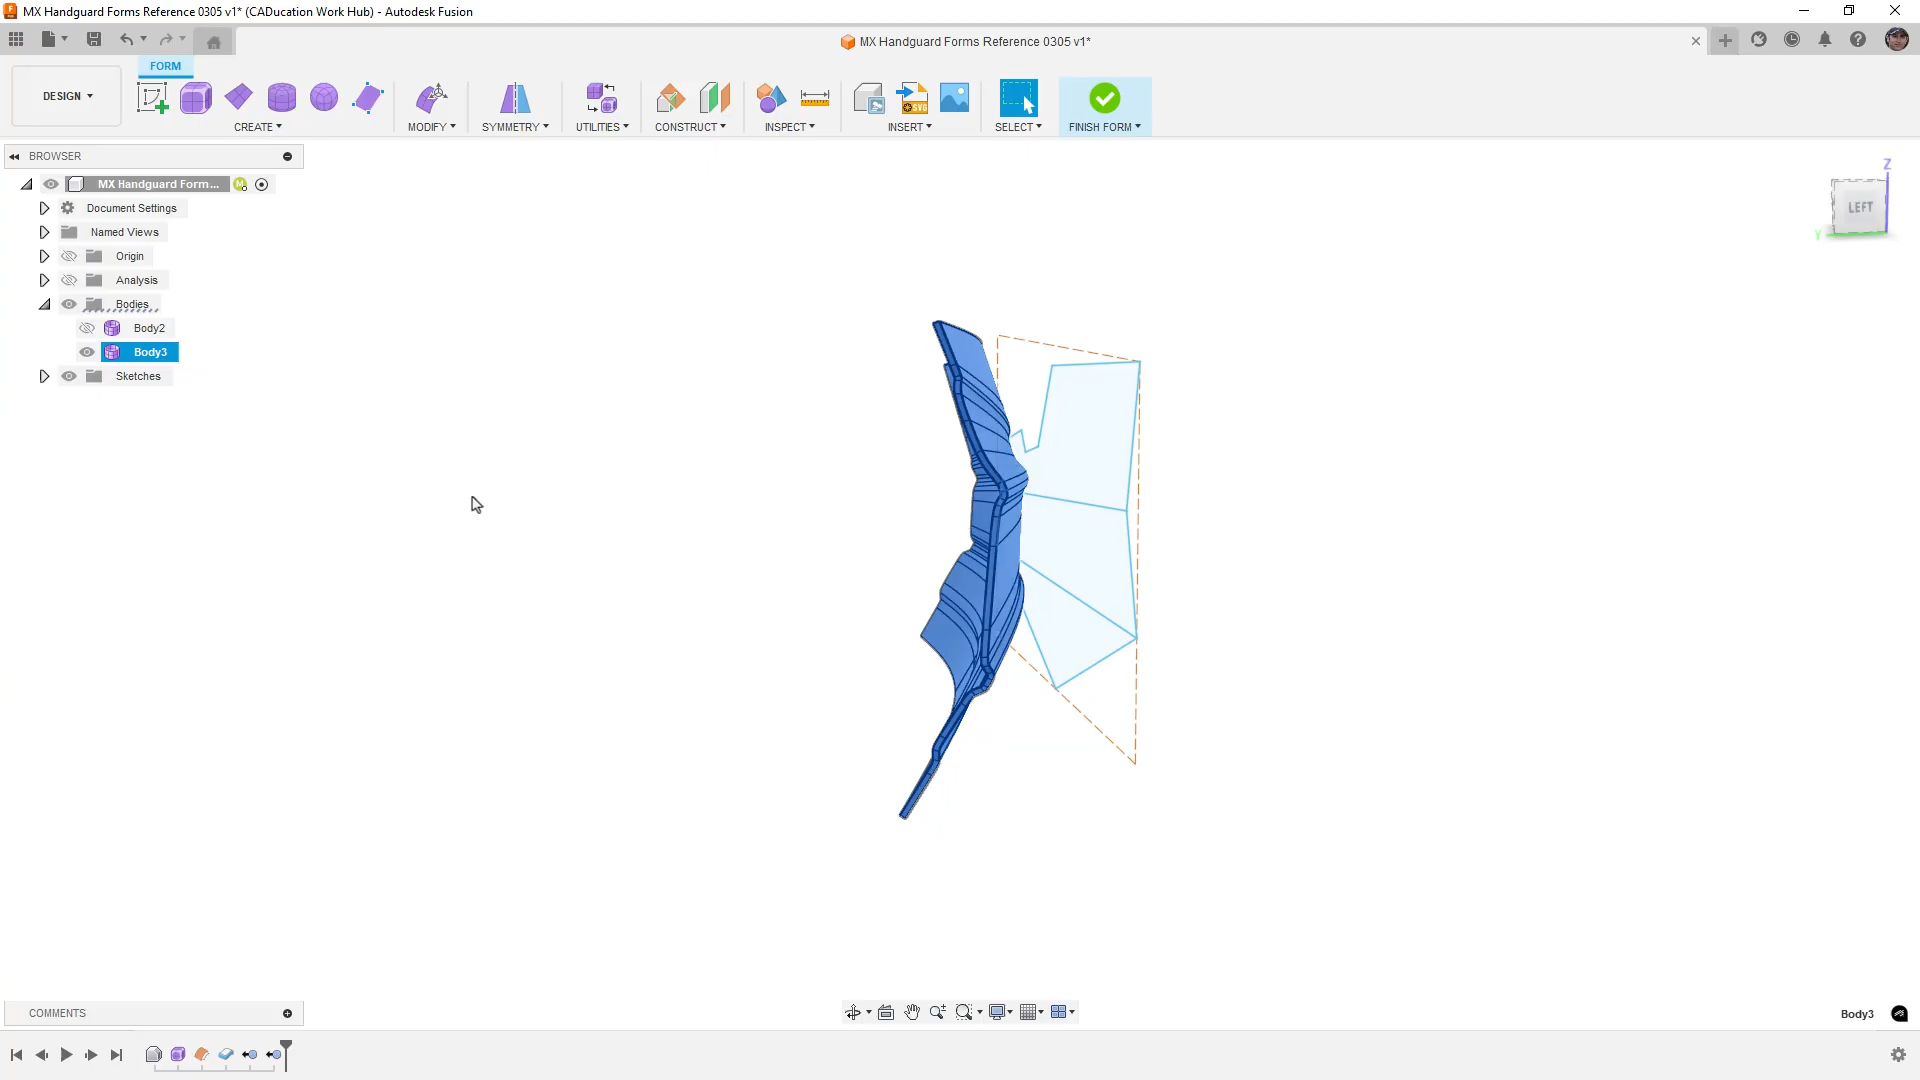 MX Handguard Forms Reference 0305 v1* (CADucation Work Hub) - Autodesk Fusion
MX Handguard Forms Reference 0305 v1*
FORM
DESIGN
CREATE
MODIFY
SYMMETRY
UTILITIES
CONSTRUCT
INSPECT
INSERT
SELECT
FINISH FORM
SVG
BROWSER
MX Handguard Form...
Document Settings
Named Views
Origin
Analysis
Bodies
Body2
Body3
Sketches
Z
LEFT
Y
COMMENTS
Body3